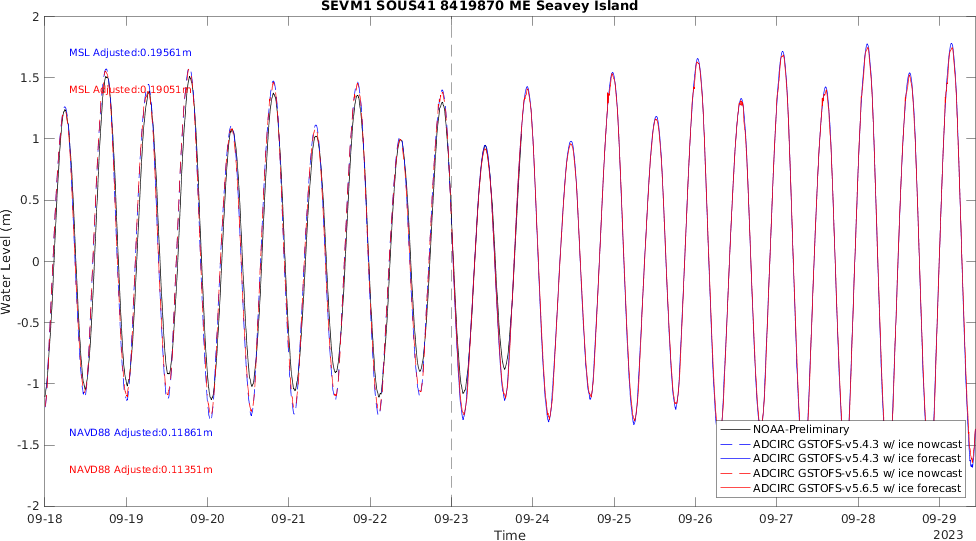 SEVM1 SOUS41 8419870 ME Seavey Island
2
1.5
1
0.5
0
-0.5
-1
-1.5
-2
Water Level (m)
MSL Adjusted:0.19561m
MSL Adjusted:0.19051m
NAVD88 Adjusted:0.11861m
NAVD88 Adjusted:0.11351m
NOAA-Preliminary
ADCIRC GSTOFS-v5.4.3 w/ ice nowcast
ADCIRC GSTOFS-v5.4.3 w/ ice forecast
ADCIRC GSTOFS-v5.6.5 w/ ice nowcast
ADCIRC GSTOFS-v5.6.5 w/ ice forecast
09-18 09-19 09-20 09-21 09-22 09-23 09-24 09-25 09-26 09-27 09-28 09-29
Time
2023